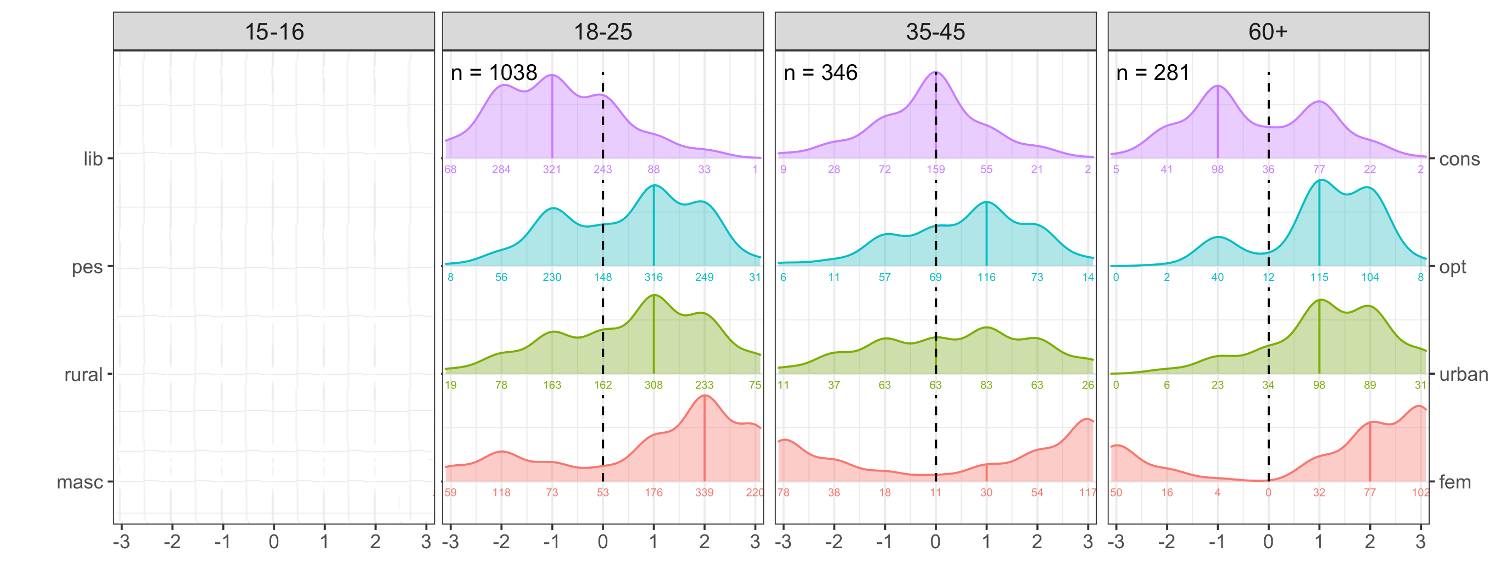 15-16 18-25 35-45 60+
n = 1038 n = 346 n = 281
lib cons
68 284 321 243 88 33 1 9 28 72 159 55 21 2 5 41 98 36 77 22 2
pes opt
8 56 230 148 316 249 31 6 11 57 69 116 73 14 0 2 40 12 115 104 8
rural urban
19 78 163 162 308 233 75 11 37 63 63 83 63 26 0 6 23 34 98 89 31
masc fem
59 118 73 53 176 339 220 78 38 18 11 30 54 117 50 16 4 0 32 77 102
-3 -2 -1 0 1 2 3 -3 -2 -1 0 1 2 3 -3 -2 -1 0 1 2 3 -3 -2 -1 0 1 2 3